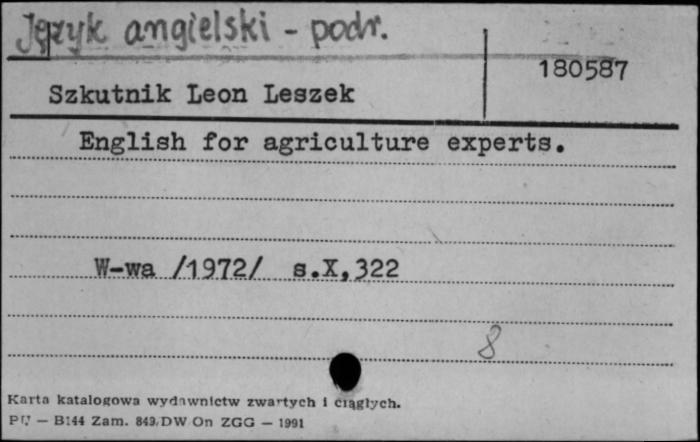 Język angielski - podr.
180587
Szkutnik Leon Leszek
English for agriculture experts.
W-wa /1972/ s.X,322
8
Karta katalogowa wydawnictw zwartych i ciągłych.
— B144 Zam. 849/DW On ZGG — 1991